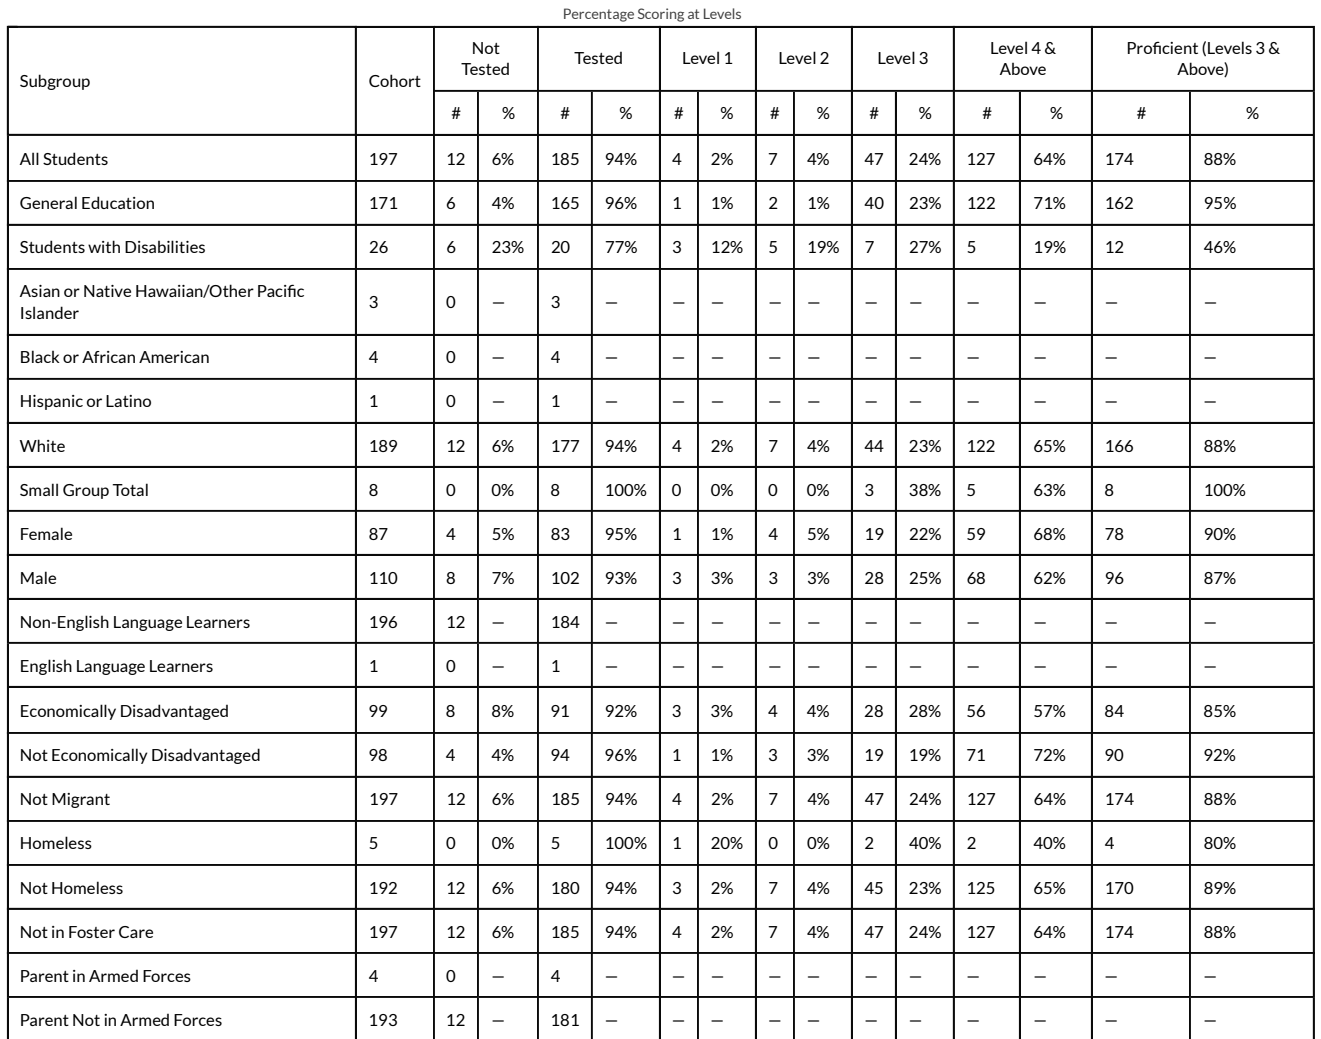 Percentage Scoring at Levels
Subgroup Cohort Not Tested Tested Level 1 Level 2 Level 3 Level 4 & Above Proficient (Levels 3 & Above)
# % # % # % # % # % # % # %
All Students 197 12 6% 185 94% 4 2% 7 4% 47 24% 127 64% 174 88%
General Education 171 6 4% 165 96% 1 1% 2 1% 40 23% 122 71% 162 95%
Students with Disabilities 26 6 23% 20 77% 3 12% 5 19% 7 27% 5 19% 12 46%
Asian or Native Hawaiian/Other Pacific Islander 3 0 — 3 — — — — — — — — — — —
Black or African American 4 0 — 4 — — — — — — — — — — —
Hispanic or Latino 1 0 — 1 — — — — — — — — — — —
White 189 12 6% 177 94% 4 2% 7 4% 44 23% 122 65% 166 88%
Small Group Total 8 0 0% 8 100% 0 0% 0 0% 3 38% 5 63% 8 100%
Female 87 4 5% 83 95% 1 1% 4 5% 19 22% 59 68% 78 90%
Male 110 8 7% 102 93% 3 3% 3 3% 28 25% 68 62% 96 87%
Non-English Language Learners 196 12 — 184 — — — — — — — — — — —
English Language Learners 1 0 — 1 — — — — — — — — — — —
Economically Disadvantaged 99 8 8% 91 92% 3 3% 4 4% 28 28% 56 57% 84 85%
Not Economically Disadvantaged 98 4 4% 94 96% 1 1% 3 3% 19 19% 71 72% 90 92%
Not Migrant 197 12 6% 185 94% 4 2% 7 4% 47 24% 127 64% 174 88%
Homeless 5 0 0% 5 100% 1 20% 0 0% 2 40% 2 40% 4 80%
Not Homeless 192 12 6% 180 94% 3 2% 7 4% 45 23% 125 65% 170 89%
Not in Foster Care 197 12 6% 185 94% 4 2% 7 4% 47 24% 127 64% 174 88%
Parent in Armed Forces 4 0 — 4 — — — — — — — — — — —
Parent Not in Armed Forces 193 12 — 181 — — — — — — — — — — —